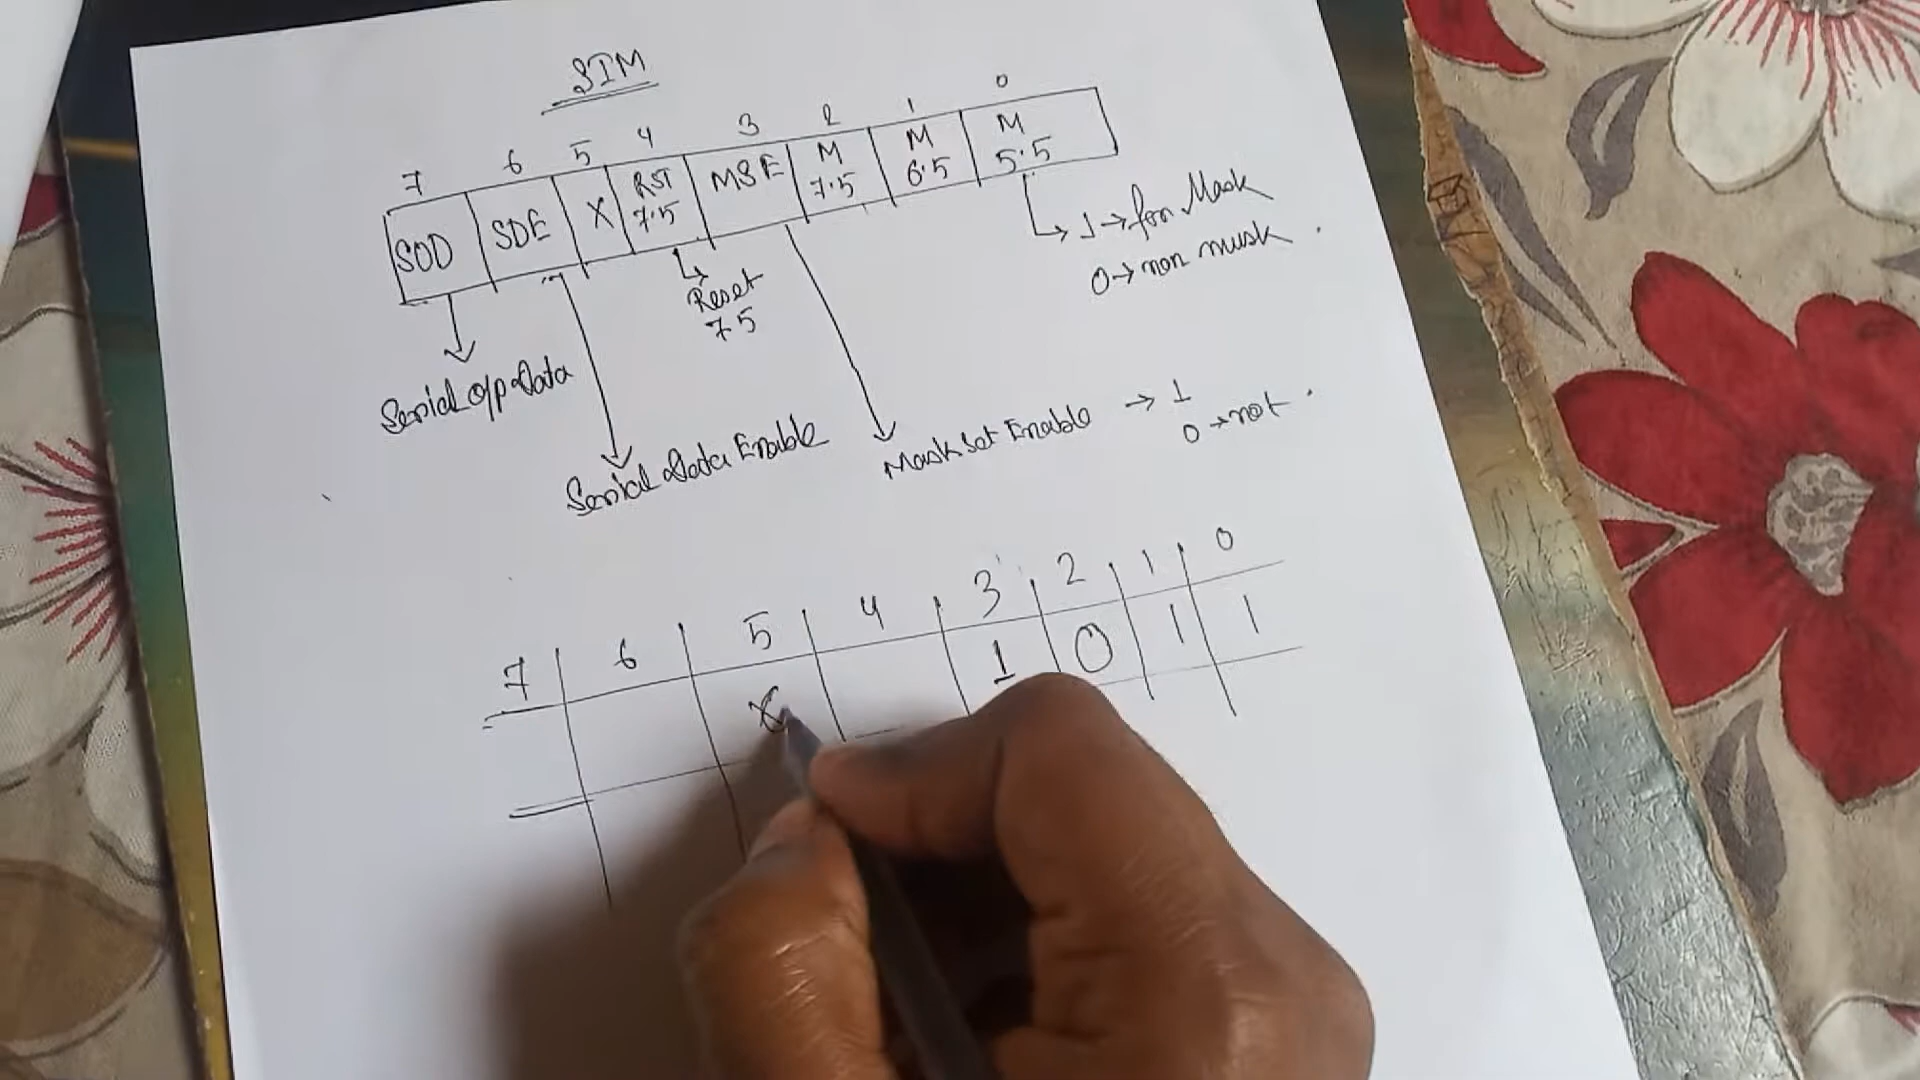 SIM
7 6 5 4 3 2 1 0
SOD SDE X RST 7.5 MSE M 7.5 M 6.5 M 5.5
1 → for Mask
0 → non musk.
Reset
7.5
Serial o/p Data
Serial Data Enable
Mask Set Enable → 1
0 → not.
7 6 5 4 3 2 1 0
X 1 0 1 1